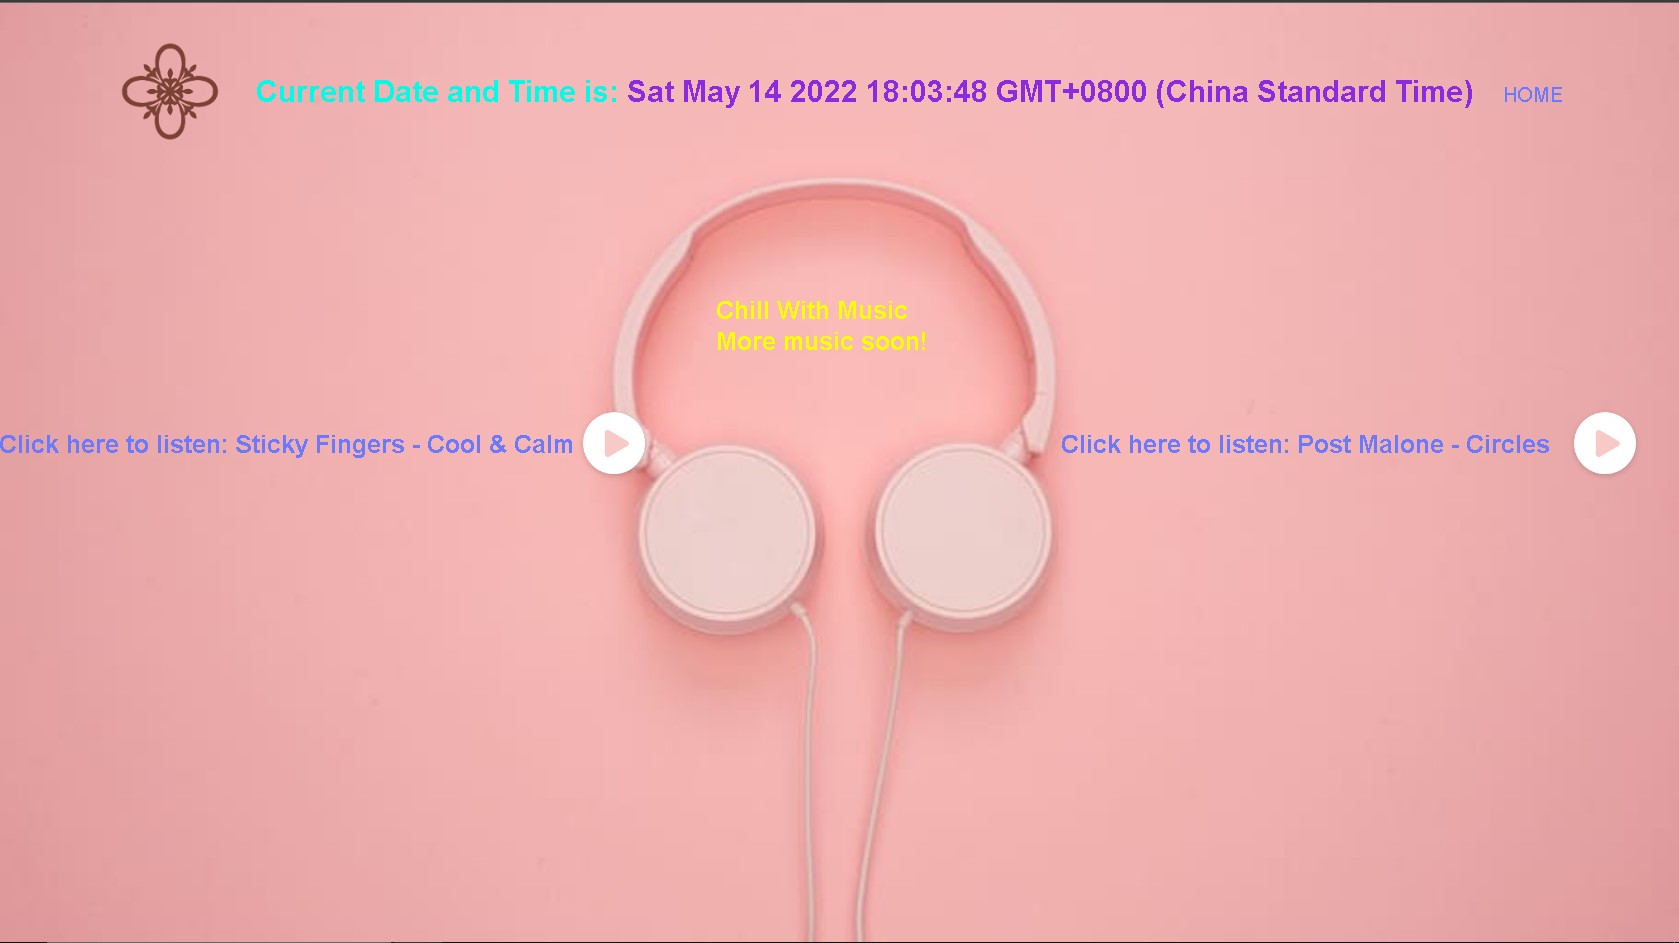 Current Date and Time is: Sat May 14 2022 18:03:48 GMT+0800 (China Standard Time)
HOME
Chill With Music
More music soon!
Click here to listen: Sticky Fingers - Cool & Calm
Click here to listen: Post Malone - Circles